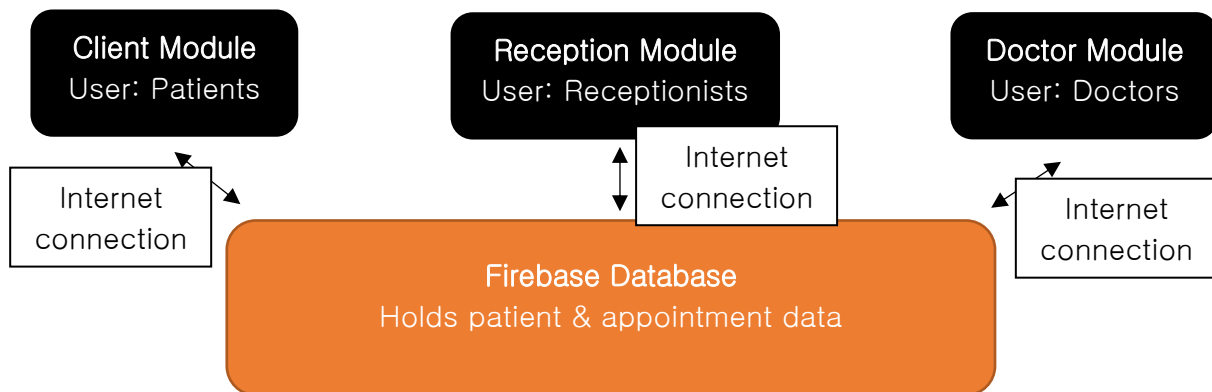 Client Module
User: Patients
Reception Module
User: Receptionists
Doctor Module
User: Doctors
Internet
connection
Internet
connection
Internet
connection
Firebase Database
Holds patient & appointment data